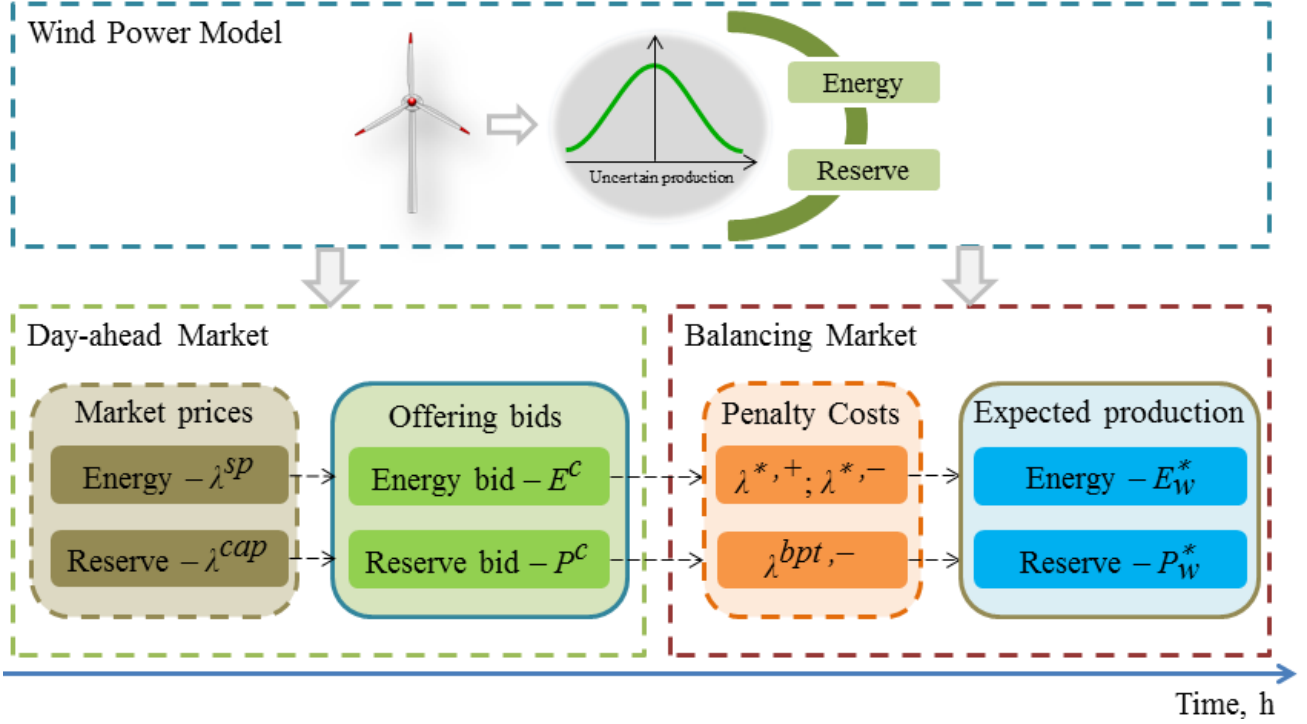 Wind Power Model
Energy
Reserve
Uncertain production
Day-ahead Market
Balancing Market
Market prices
Offering bids
Penalty Costs
Expected production
Energy – λ^sp
Energy bid – E^c
λ^*,+; λ^*,–
Energy – E_w^*
Reserve – λ^cap
Reserve bid – P^c
λ^bpt,–
Reserve – P_w^*
Time, h